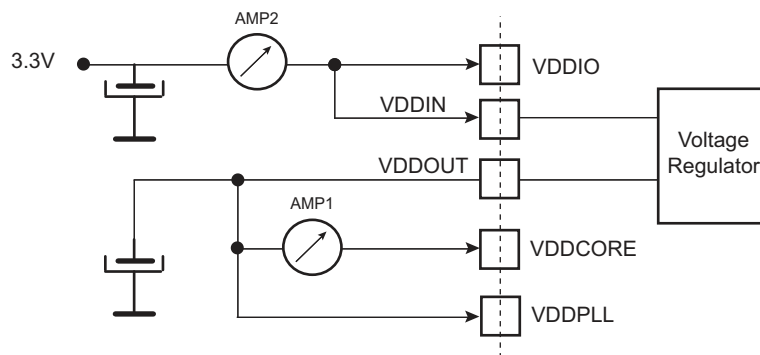 AMP2
3.3V
VDDIO
VDDIN
Voltage
Regulator
VDDOUT
AMP1
VDDCORE
VDDPLL